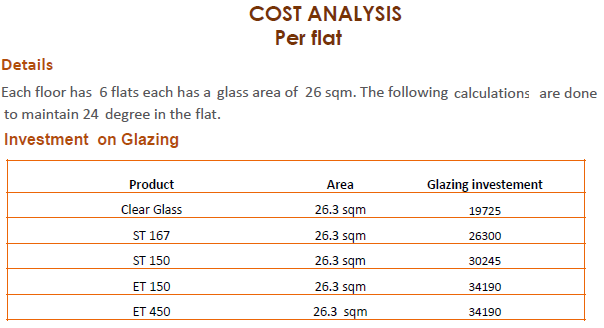 COST ANALYSIS
Per flat
Details
Each floor has 6 flats each has a glass area of 26 sqm. The following calculations are done
to maintain 24 degree in the flat.
Investment on Glazing
Product Area Glazing investement
Clear Glass 26.3 sqm 19725
ST 167 26.3 sqm 26300
ST 150 26.3 sqm 30245
ET 150 26.3 sqm 34190
ET 450 26.3 sqm 34190